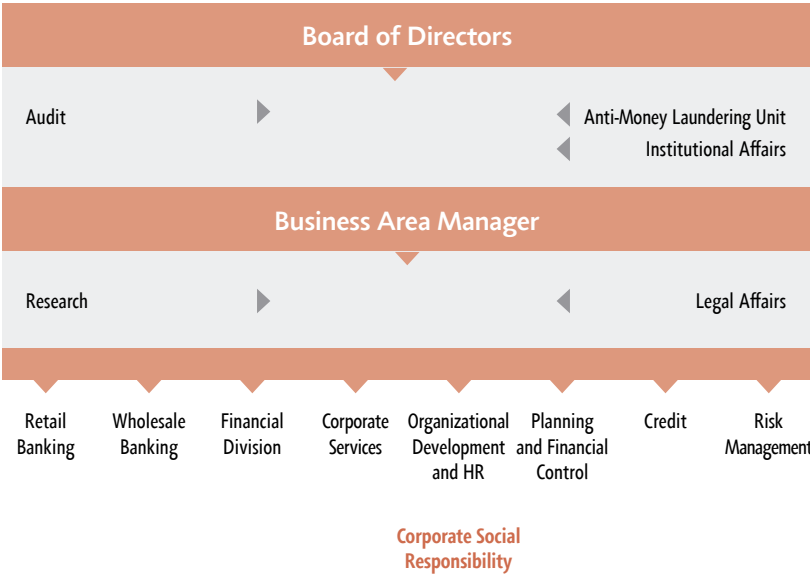 Board of Directors
Audit
Anti-Money Laundering Unit
Institutional Affairs
Business Area Manager
Research
Legal Affairs
Retail
Banking
Wholesale
Banking
Financial
Division
Corporate
Services
Organizational
Development
and HR
Planning
and Financial
Control
Credit
Risk
Management
Corporate Social
Responsibility